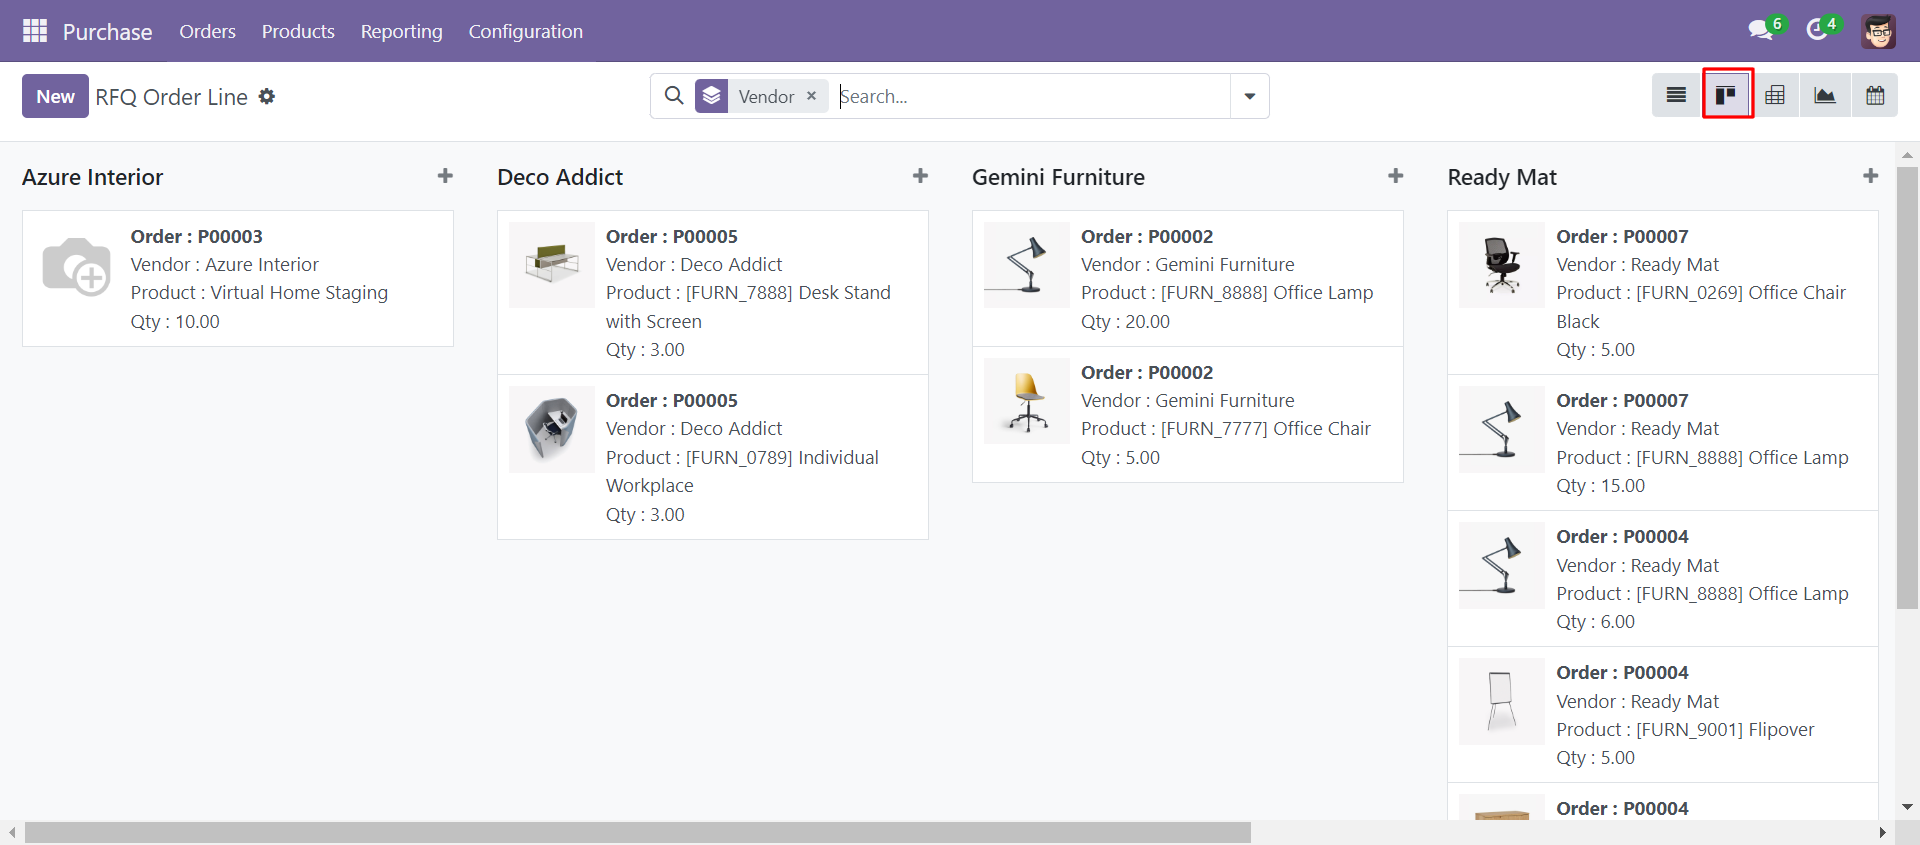 Purchase Orders Products Reporting Configuration 6 4
New RFQ Order Line Vendor × Search...
Azure Interior
Order : P00003
Vendor : Azure Interior
Product : Virtual Home Staging
Qty : 10.00
Deco Addict
Order : P00005
Vendor : Deco Addict
Product : [FURN_7888] Desk Stand
with Screen
Qty : 3.00
Order : P00005
Vendor : Deco Addict
Product : [FURN_0789] Individual
Workplace
Qty : 3.00
Gemini Furniture
Order : P00002
Vendor : Gemini Furniture
Product : [FURN_8888] Office Lamp
Qty : 20.00
Order : P00002
Vendor : Gemini Furniture
Product : [FURN_7777] Office Chair
Qty : 5.00
Ready Mat
Order : P00007
Vendor : Ready Mat
Product : [FURN_0269] Office Chair
Black
Qty : 5.00
Order : P00007
Vendor : Ready Mat
Product : [FURN_8888] Office Lamp
Qty : 15.00
Order : P00004
Vendor : Ready Mat
Product : [FURN_8888] Office Lamp
Qty : 6.00
Order : P00004
Vendor : Ready Mat
Product : [FURN_9001] Flipover
Qty : 5.00
Order : P00004